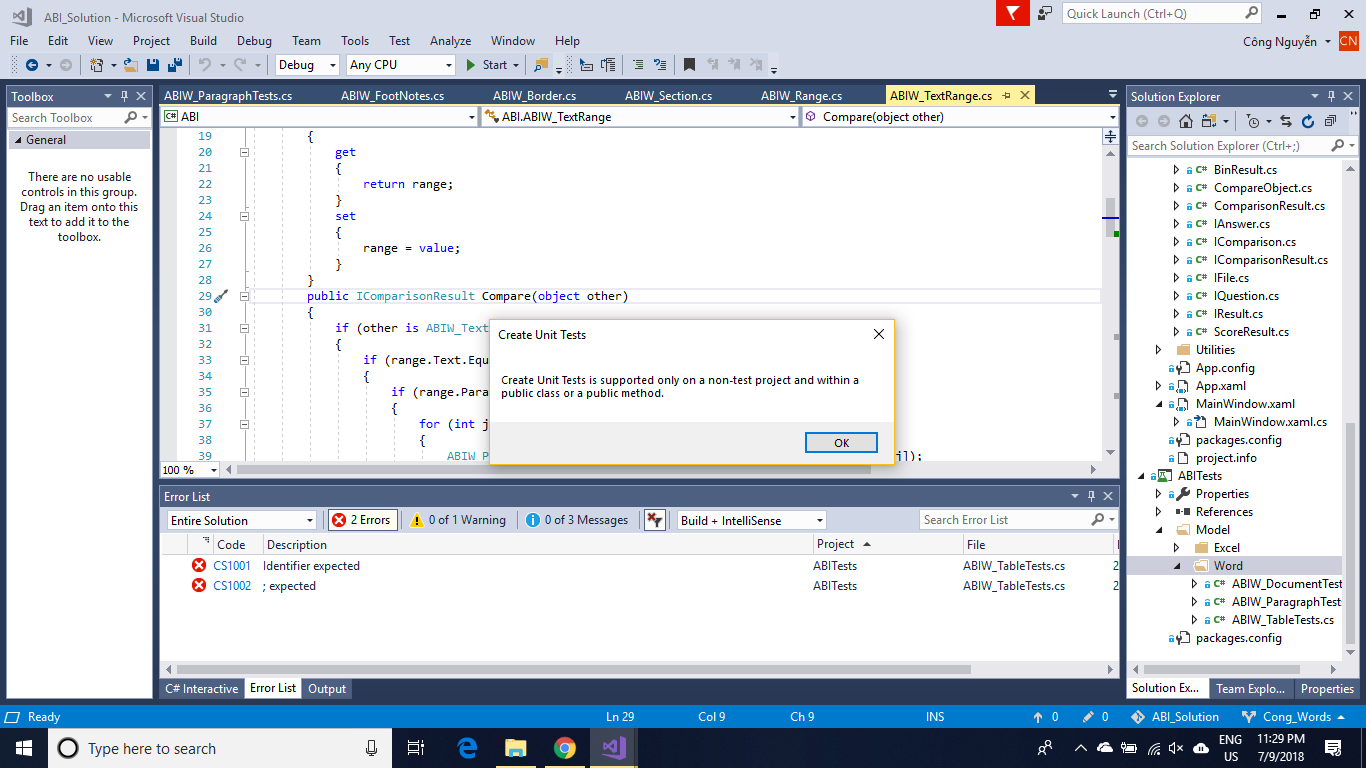 ABI_Solution - Microsoft Visual Studio
Quick Launch (Ctrl+Q)
File Edit View Project Build Debug Team Tools Test Analyze Window Help
Công Nguyễn CN
Debug Any CPU Start
Toolbox
Search Toolbox
General
There are no usable
controls in this group.
Drag an item onto this
text to add it to the
toolbox.
ABIW_ParagraphTests.cs ABIW_FootNotes.cs ABIW_Border.cs ABIW_Section.cs ABIW_Range.cs ABIW_TextRange.cs
C# ABI ABI.ABIW_TextRange Compare(object other)
19 {
20 get
21 {
22 return range;
23 }
24 set
25 {
26 range = value;
27 }
28 }
29 public IComparisonResult Compare(object other)
30 {
31 if (other is ABIW_Text
32 {
33 if (range.Text.Equ
34 {
35 if (range.Para
36 {
37 for (int j
38 {
39 ABIW_P j]);
100 %
Create Unit Tests
Create Unit Tests is supported only on a non-test project and within a
public class or a public method.
OK
Error List
Entire Solution 2 Errors 0 of 1 Warning 0 of 3 Messages Build + IntelliSense Search Error List
Code Description Project File
CS1001 Identifier expected ABITests ABIW_TableTests.cs 2
CS1002 ; expected ABITests ABIW_TableTests.cs 2
C# Interactive Error List Output
Solution Explorer
Search Solution Explorer (Ctrl+;)
C# BinResult.cs
C# CompareObject.cs
C# ComparisonResult.cs
C# IAnswer.cs
C# IComparison.cs
C# IComparisonResult.cs
C# IFile.cs
C# IQuestion.cs
C# IResult.cs
C# ScoreResult.cs
Utilities
App.config
App.xaml
MainWindow.xaml
MainWindow.xaml.cs
packages.config
project.info
ABITests
Properties
References
Model
Excel
Word
C# ABIW_DocumentTest
C# ABIW_ParagraphTest
C# ABIW_TableTests.cs
packages.config
Solution Ex... Team Explo... Properties
Ready Ln 29 Col 9 Ch 9 INS 0 0 ABI_Solution Cong_Words
Type here to search
ENG
US
11:29 PM
7/9/2018